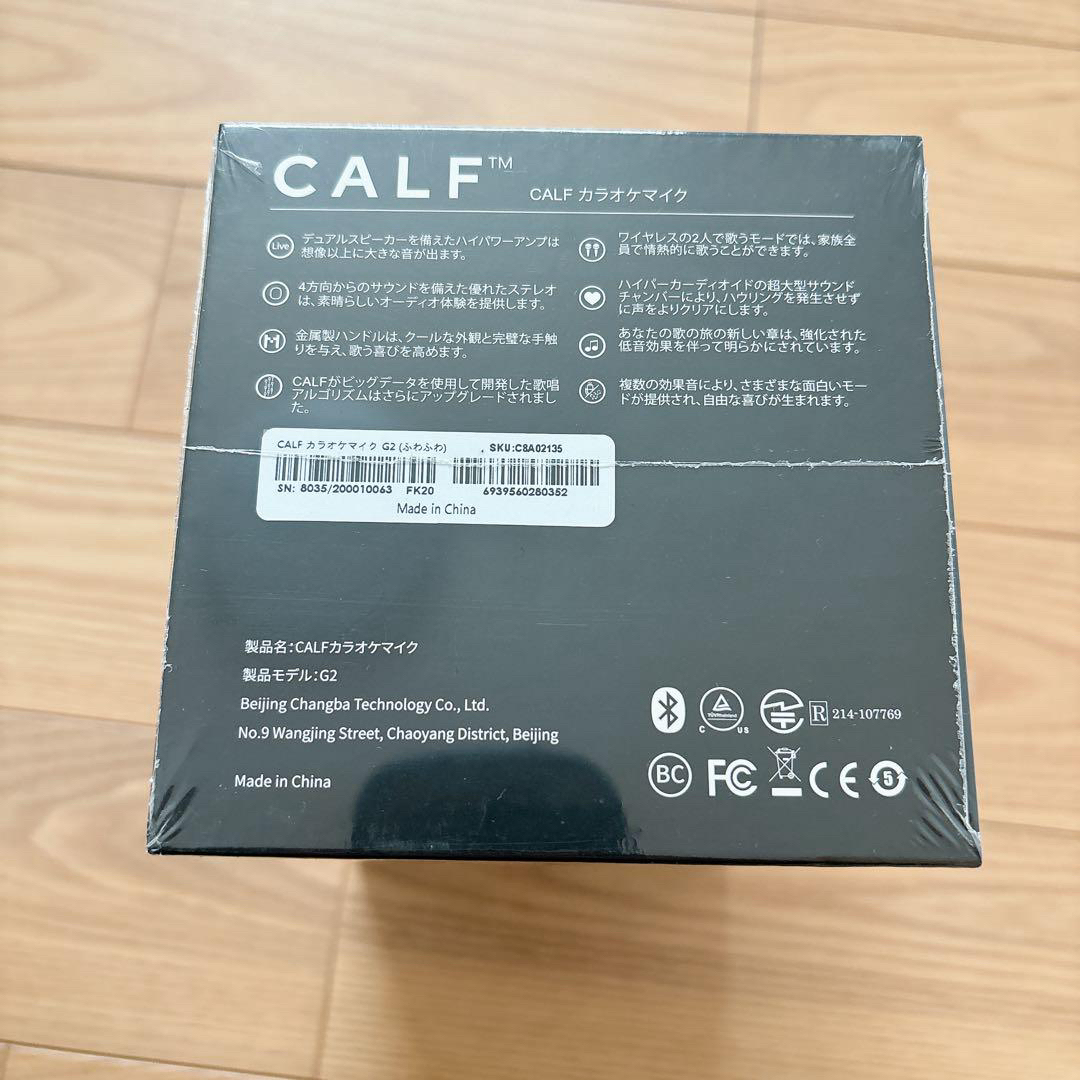 CALF™
CALF カラオケマイク
Live
デュアルスピーカーを備えたハイパワーアンプは
想像以上に大きな音が出ます。
4方向からのサウンドを備えた優れたステレオ
は、素晴らしいオーディオ体験を提供します。
金属製ハンドルは、クールな外観と完璧な手触
りを与え、歌う喜びを高めます。
CALFがビッグデータを使用して開発した歌唱
アルゴリズムはさらにアップグレードされまし
た。
ワイヤレスの2人で歌うモードでは、家族全
員で情熱的に歌うことができます。
ハイパーカーディオイドの超大型サウンド
チャンバーにより、ハウリングを発生させず
に声をよりクリアにします。
あなたの歌の旅の新しい章は、強化された
低音効果を伴って明らかにされています。
複数の効果音により、さまざまな面白いモー
ドが提供され、自由な喜びが生まれます。
CALF カラオケマイク G2 (ふわふわ)
SKU:C8A02135
SN: 8035/200010063 FK20
6939560280352
Made in China
製品名:CALFカラオケマイク
製品モデル:G2
Beijing Changba Technology Co., Ltd.
No.9 Wangjing Street, Chaoyang District, Beijing
Made in China
TÜVRheinland
C US
R 214-107769
BC FC CE 5